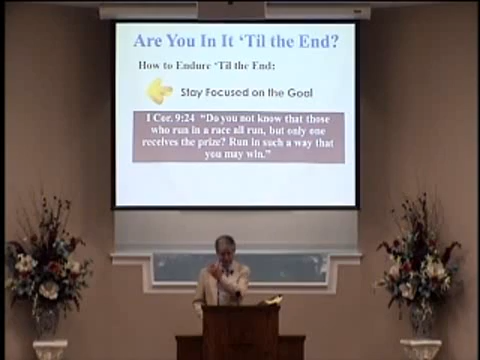 Are You In It ‘Til the End?
How to Endure ‘Til the End:
Stay Focused on the Goal
I Cor. 9:24 “Do you not know that those
who run in a race all run, but only one
receives the prize? Run in such a way that
you may win.”